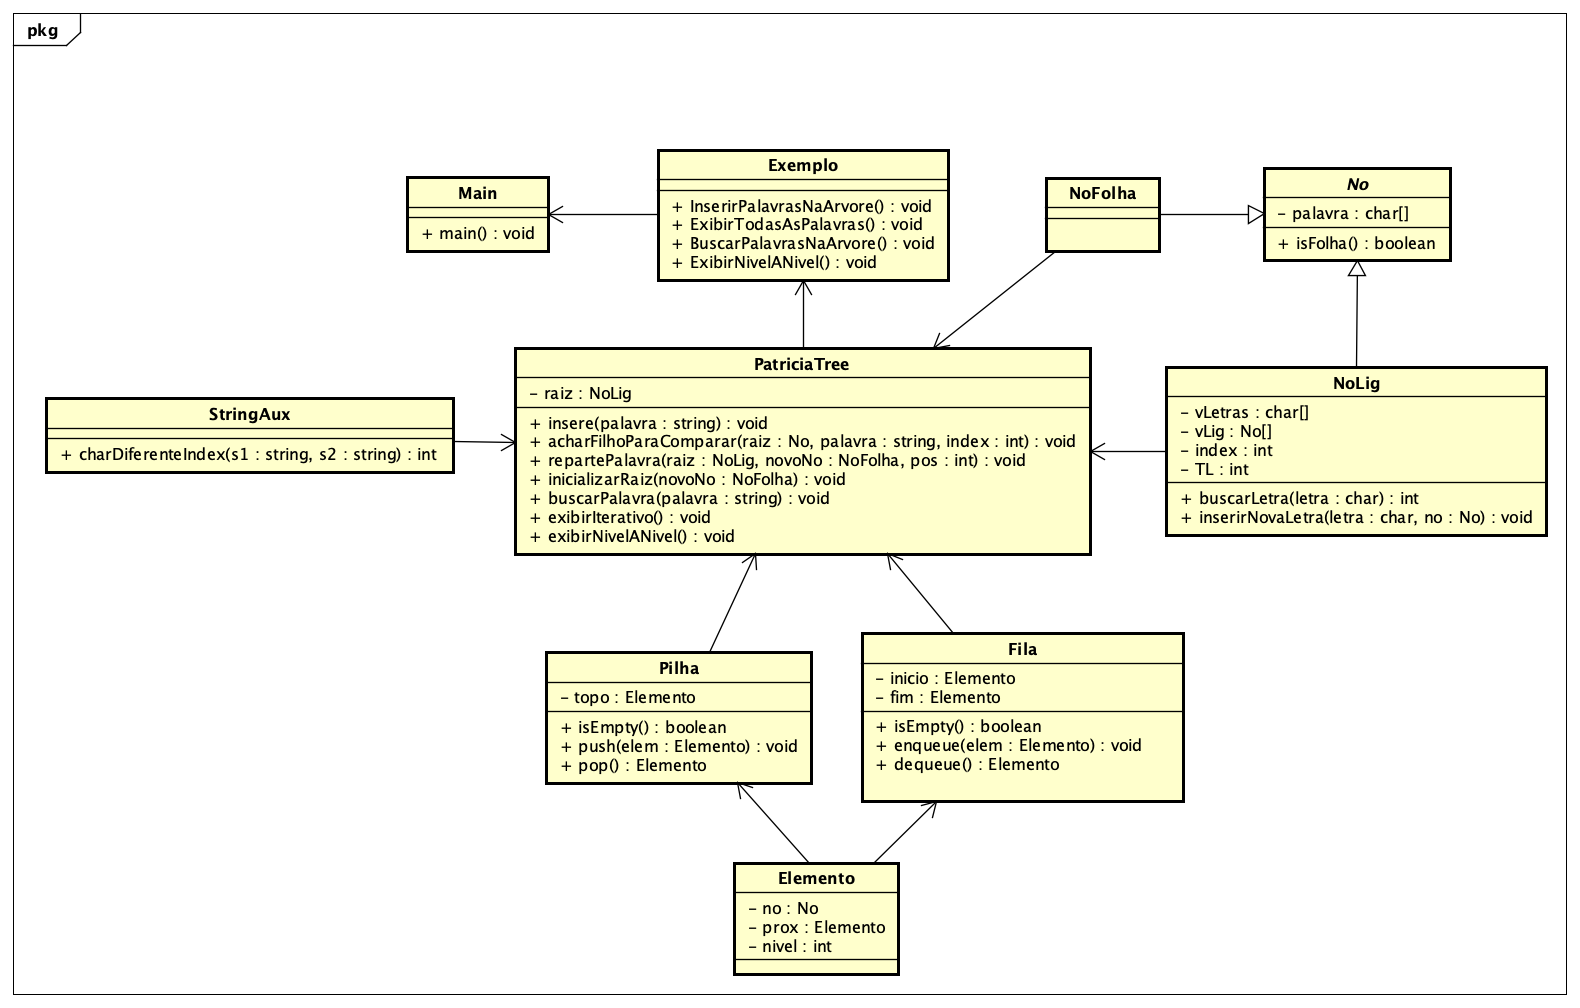 pkg
Main
+ main() : void
Exemplo
+ InserirPalavrasNaArvore() : void
+ ExibirTodasAsPalavras() : void
+ BuscarPalavrasNaArvore() : void
+ ExibirNivelANivel() : void
NoFolha
No
- palavra : char[]
+ isFolha() : boolean
StringAux
+ charDiferenteIndex(s1 : string, s2 : string) : int
PatriciaTree
- raiz : NoLig
+ insere(palavra : string) : void
+ acharFilhoParaComparar(raiz : No, palavra : string, index : int) : void
+ repartePalavra(raiz : NoLig, novoNo : NoFolha, pos : int) : void
+ inicializarRaiz(novoNo : NoFolha) : void
+ buscarPalavra(palavra : string) : void
+ exibirIterativo() : void
+ exibirNivelANivel() : void
NoLig
- vLetras : char[]
- vLig : No[]
- index : int
- TL : int
+ buscarLetra(letra : char) : int
+ inserirNovaLetra(letra : char, no : No) : void
Pilha
- topo : Elemento
+ isEmpty() : boolean
+ push(elem : Elemento) : void
+ pop() : Elemento
Fila
- inicio : Elemento
- fim : Elemento
+ isEmpty() : boolean
+ enqueue(elem : Elemento) : void
+ dequeue() : Elemento
Elemento
- no : No
- prox : Elemento
- nivel : int